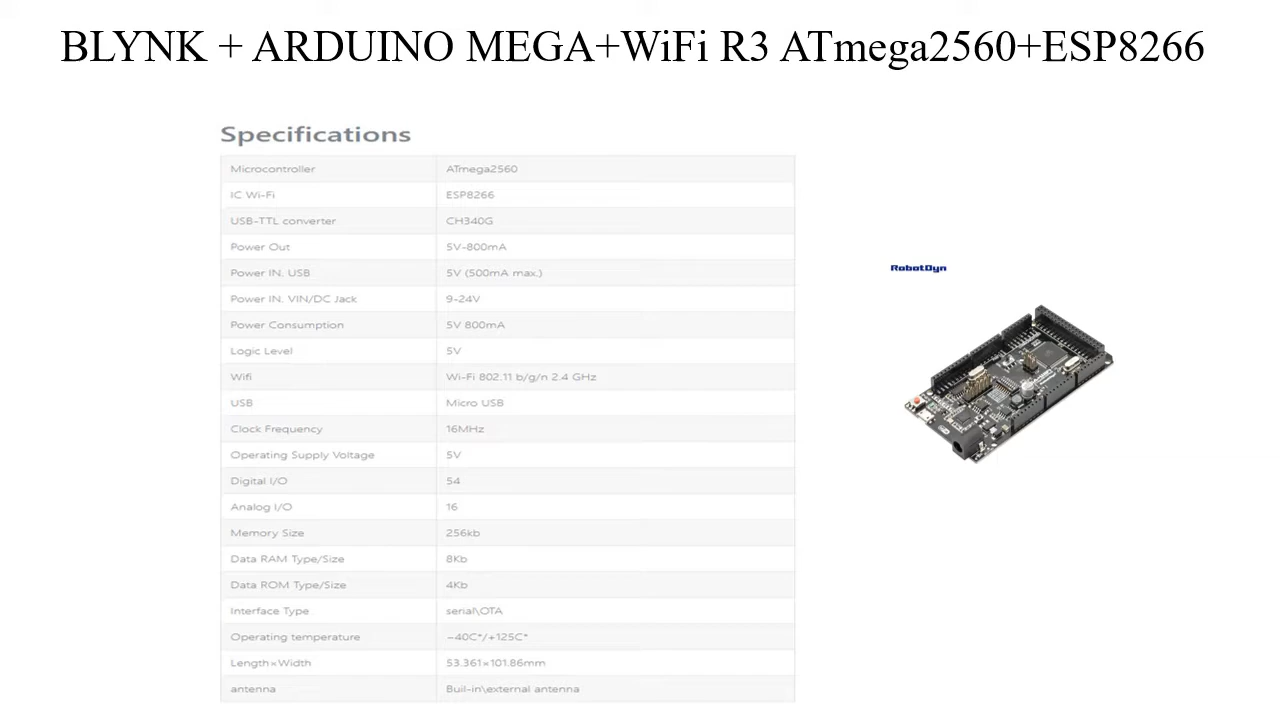 BLYNK + ARDUINO MEGA+WiFi R3 ATmega2560+ESP8266
Specifications
Microcontroller ATmega2560
IC Wi-Fi ESP8266
USB-TTL converter CH340G
Power Out 5V-800mA
Power IN. USB 5V (500mA max.)
Power IN. VIN/DC Jack 9-24V
Power Consumption 5V 800mA
Logic Level 5V
Wifi Wi-Fi 802.11 b/g/n 2.4 GHz
USB Micro USB
Clock Frequency 16MHz
Operating Supply Voltage 5V
Digital I/O 54
Analog I/O 16
Memory Size 256kb
Data RAM Type/Size 8Kb
Data ROM Type/Size 4Kb
Interface Type serial\OTA
Operating temperature −40C°/+125C°
Length×Width 53.361×101.86mm
antenna Buil-in\external antenna
RobotDyn